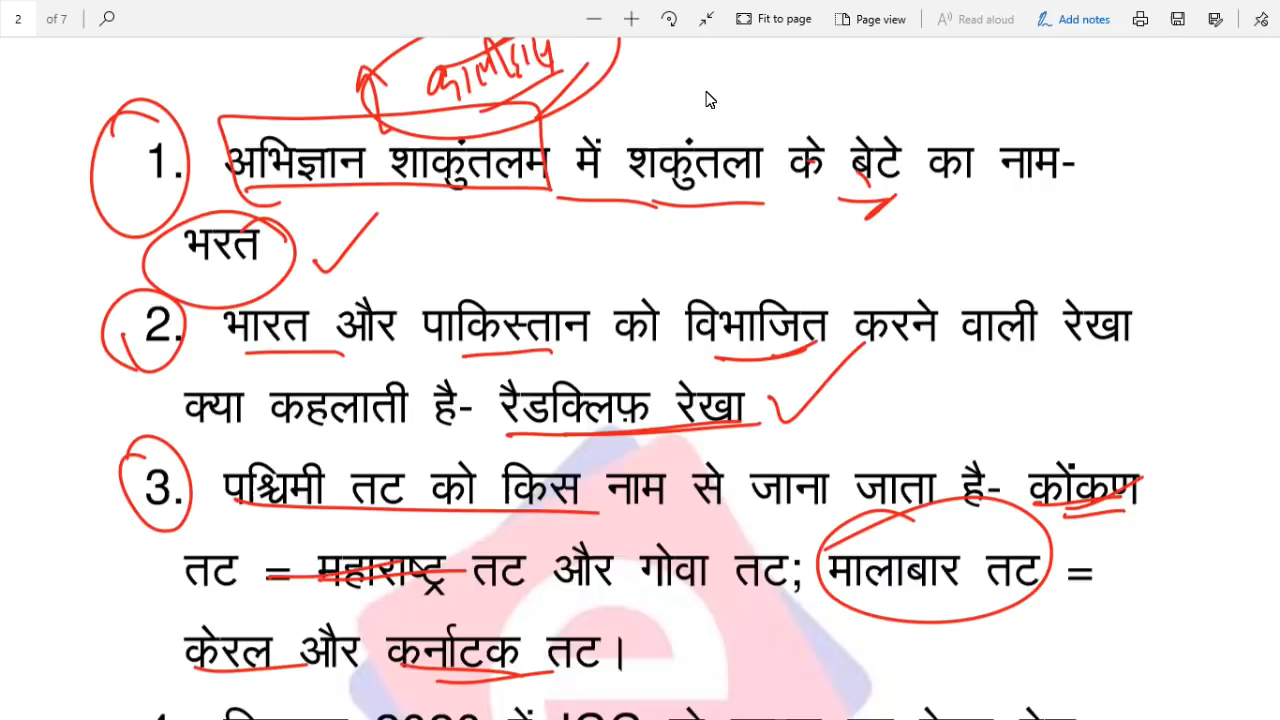 2 of 7 Fit to page Page view Read aloud Add notes
कालीदास
1. अभिज्ञान शाकुंतलम में शकुंतला के बेटे का नाम-
भरत
2. भारत और पाकिस्तान को विभाजित करने वाली रेखा
क्या कहलाती है- रैडक्लिफ़ रेखा
3. पश्चिमी तट को किस नाम से जाना जाता है- कोंकण
तट = महाराष्ट्र तट और गोवा तट; मालाबार तट =
केरल और कर्नाटक तट।